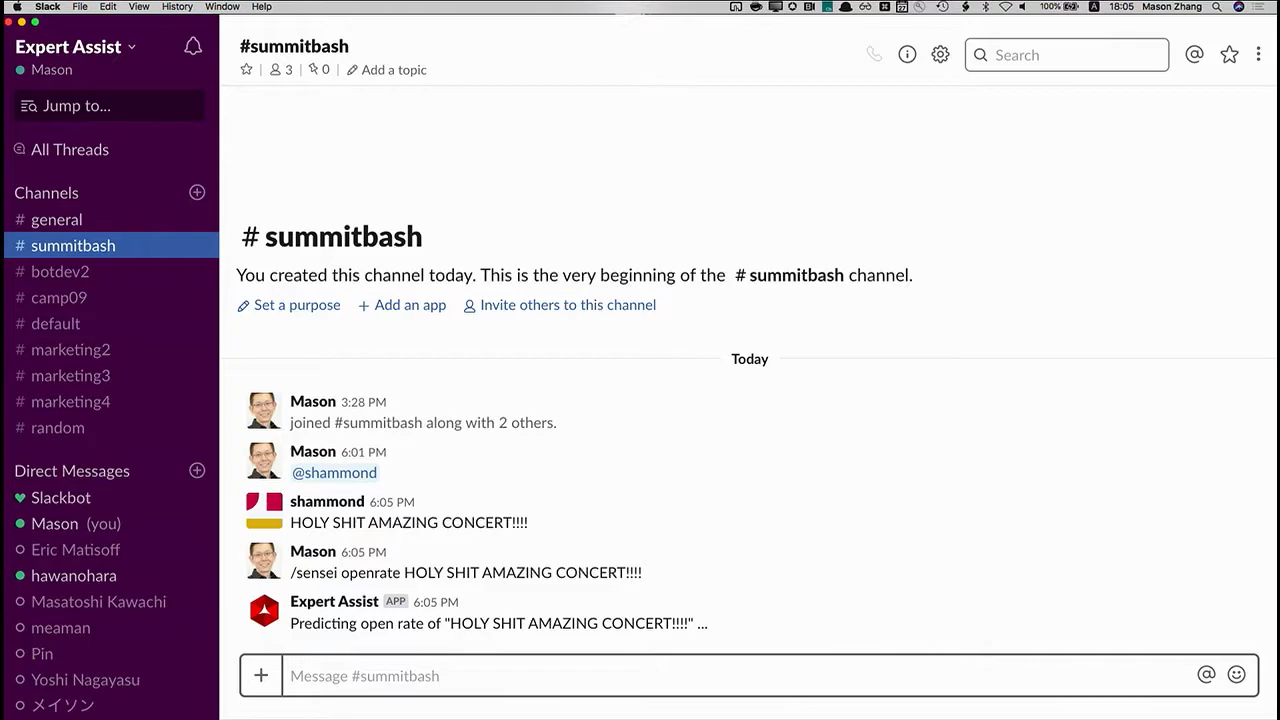 Slack File Edit View History Window Help 100% A 18:05 Mason Zhang
Expert Assist
Mason
Jump to...
All Threads
Channels
# general
# summitbash
# botdev2
# camp09
# default
# marketing2
# marketing3
# marketing4
# random
Direct Messages
Slackbot
Mason (you)
Eric Matisoff
hawanohara
Masatoshi Kawachi
meaman
Pin
Yoshi Nagayasu
メイソン
#summitbash
3 | 0 | Add a topic
Search
# summitbash
You created this channel today. This is the very beginning of the # summitbash channel.
Set a purpose + Add an app Invite others to this channel
Today
Mason 3:28 PM
joined #summitbash along with 2 others.
Mason 6:01 PM
@shammond
shammond 6:05 PM
HOLY SHIT AMAZING CONCERT!!!!
Mason 6:05 PM
/sensei openrate HOLY SHIT AMAZING CONCERT!!!!
Expert Assist APP 6:05 PM
Predicting open rate of "HOLY SHIT AMAZING CONCERT!!!!" ...
Message #summitbash